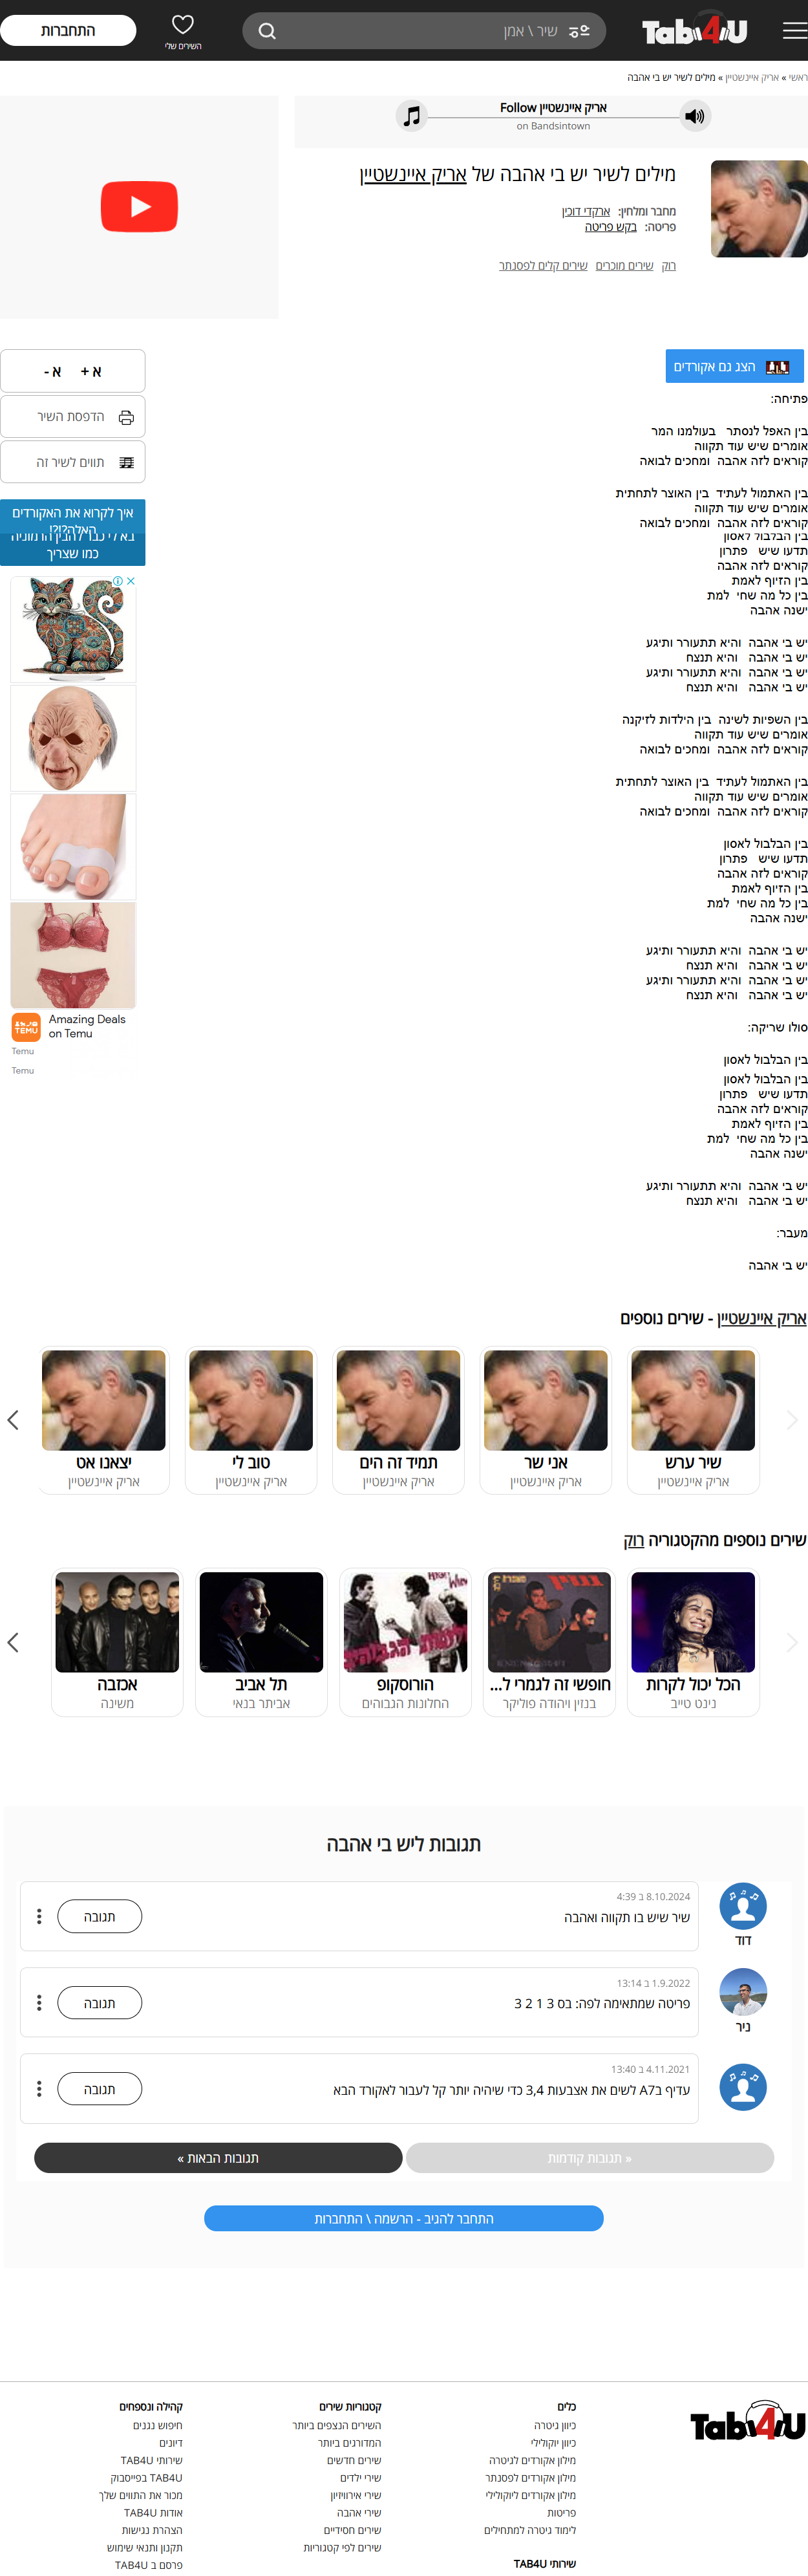 Tab4U
שיר \ אמן
השירים שלי
התחברות
ראשי » אריק איינשטיין » מילים לשיר יש בי אהבה
Follow אריק איינשטיין
on Bandsintown
מילים לשיר יש בי אהבה של אריק איינשטיין
מחבר ומלחין: ארקדי דוכין
פריטה: בקש פריטה
רוק שירים מוכרים שירים קלים לפסנתר
הצג גם אקורדים
א + א -
הדפסת השיר
תווים לשיר זה
איך לקרוא את האקורדים
האלה?!?!
בא לי כבר להבין הרמוניה
כמו שצריך
Amazing Deals
on Temu
TEMU
Temu
Temu
פתיחה:
בין האפל לנסתר בעולמנו המר
אומרים שיש עוד תקווה
קוראים לזה אהבה ומחכים לבואה
בין האתמול לעתיד בין האוצר לתחתית
אומרים שיש עוד תקווה
קוראים לזה אהבה ומחכים לבואה
בין הבלבול לאסון
תדעו שיש פתרון
קוראים לזה אהבה
בין הזיוף לאמת
בין כל מה שחי למת
ישנה אהבה
יש בי אהבה והיא תתעורר ותיגע
יש בי אהבה והיא תנצח
יש בי אהבה והיא תתעורר ותיגע
יש בי אהבה והיא תנצח
בין השפיות לשינה בין הילדות לזיקנה
אומרים שיש עוד תקווה
קוראים לזה אהבה ומחכים לבואה
בין האתמול לעתיד בין האוצר לתחתית
אומרים שיש עוד תקווה
קוראים לזה אהבה ומחכים לבואה
בין הבלבול לאסון
תדעו שיש פתרון
קוראים לזה אהבה
בין הזיוף לאמת
בין כל מה שחי למת
ישנה אהבה
יש בי אהבה והיא תתעורר ותיגע
יש בי אהבה והיא תנצח
יש בי אהבה והיא תתעורר ותיגע
יש בי אהבה והיא תנצח
סולו שריקה:
בין הבלבול לאסון
בין הבלבול לאסון
תדעו שיש פתרון
קוראים לזה אהבה
בין הזיוף לאמת
בין כל מה שחי למת
ישנה אהבה
יש בי אהבה והיא תתעורר ותיגע
יש בי אהבה והיא תנצח
מעבר:
יש בי אהבה
אריק איינשטיין - שירים נוספים
שיר ערש
אריק איינשטיין
אני שר
אריק איינשטיין
תמיד זה הים
אריק איינשטיין
טוב לי
אריק איינשטיין
יצאנו אט
אריק איינשטיין
שירים נוספים מהקטגוריה רוק
הכל יכול לקרות
נינט טייב
חופשי זה לגמרי ל...
בנזין ויהודה פוליקר
הורוסקופ
החלונות הגבוהים
תל אביב
אביתר בנאי
אכזבה
משינה
תגובות ליש בי אהבה
8.10.2024 ב 4:39
שיר שיש בו תקווה ואהבה
דוד
תגובה
1.9.2022 ב 13:14
פריטה שמתאימה לפה: בס 3 1 2 3
ניר
תגובה
4.11.2021 ב 13:40
עדיף בA7 לשים את אצבעות 3,4 כדי שיהיה יותר קל לעבור לאקורד הבא
תגובה
« תגובות קודמות
תגובות הבאות »
התחבר להגיב - הרשמה \ התחברות
Tab4U
כלים
כיוון גיטרה
כיוון יוקולילי
מילון אקורדים לגיטרה
מילון אקורדים לפסנתר
מילון אקורדים ליוקולילי
פריטות
לימוד גיטרה למתחילים
שירותי TAB4U
קטגוריות שירים
השירים הנצפים ביותר
המדורגים ביותר
שירים חדשים
שירי ילדים
שירי אירוויזיון
שירי אהבה
שירים חסידיים
שירים לפי קטגוריות
קהילה ונספחים
חיפוש נגנים
דיונים
שירותי TAB4U
TAB4U בפייסבוק
מכור את התווים שלך
אודות TAB4U
הצהרת נגישות
תקנון ותנאי שימוש
פרסם ב TAB4U